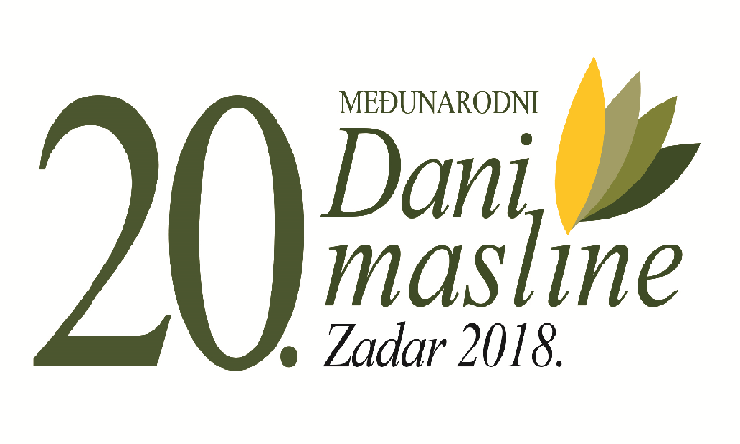 20.
MEĐUNARODNI
Dani
masline
Zadar 2018.